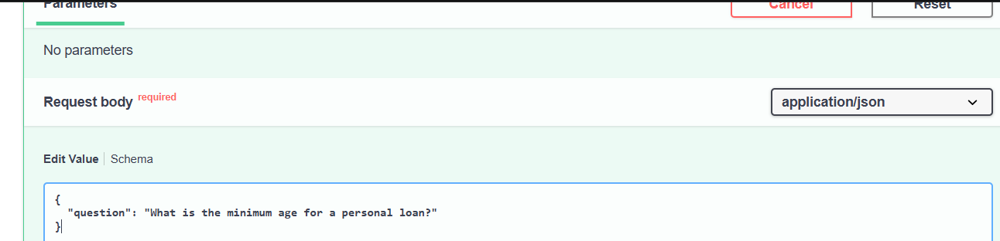 Parameters
Cancel
Reset
No parameters
Request body required
application/json
Edit Value
Schema
{
"question": "What is the minimum age for a personal loan?"
}